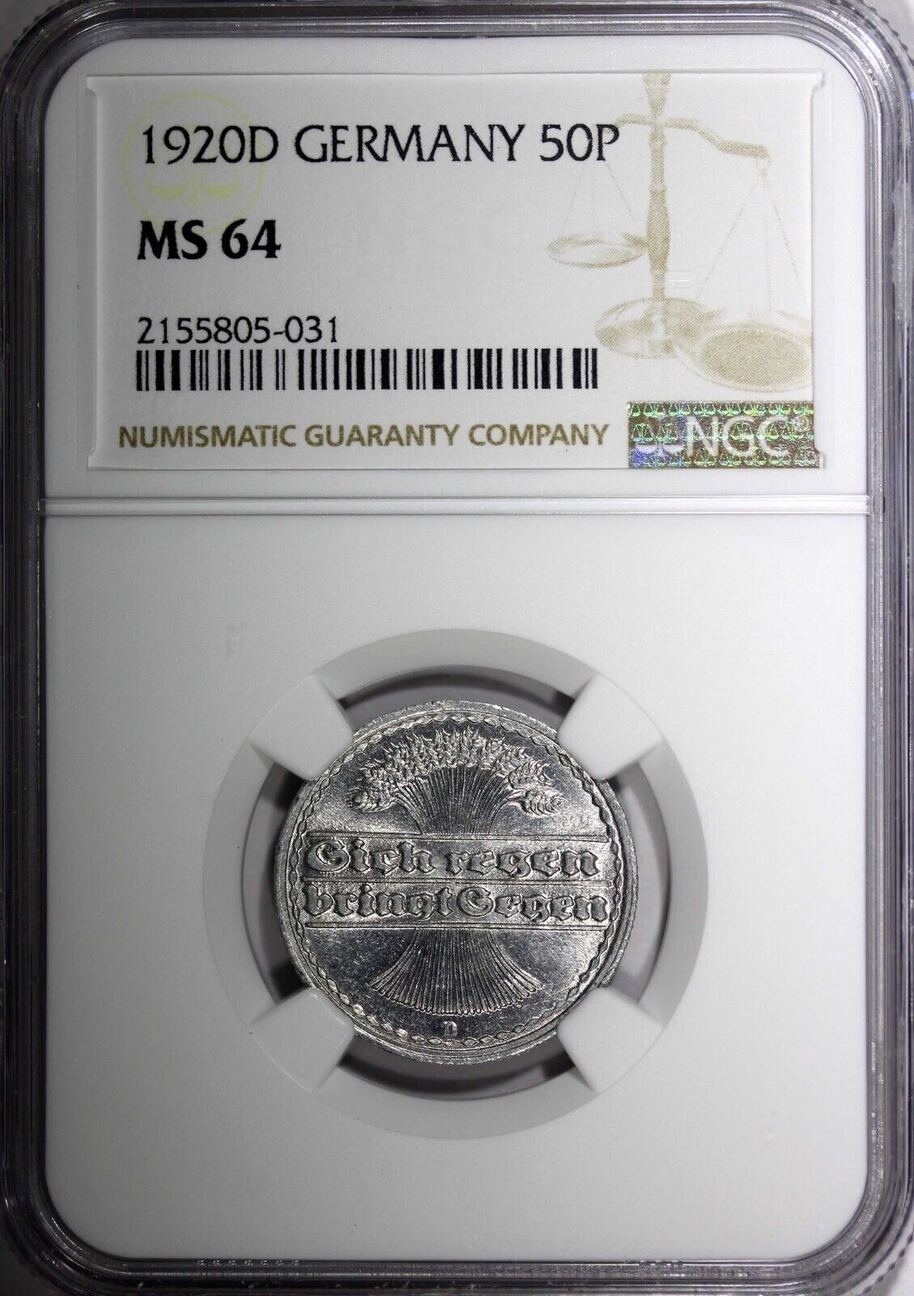 1920D GERMANY 50P
MS 64
2155805-031
NUMISMATIC GUARANTY COMPANY
NGC
Sich regen
bringt Segen
D